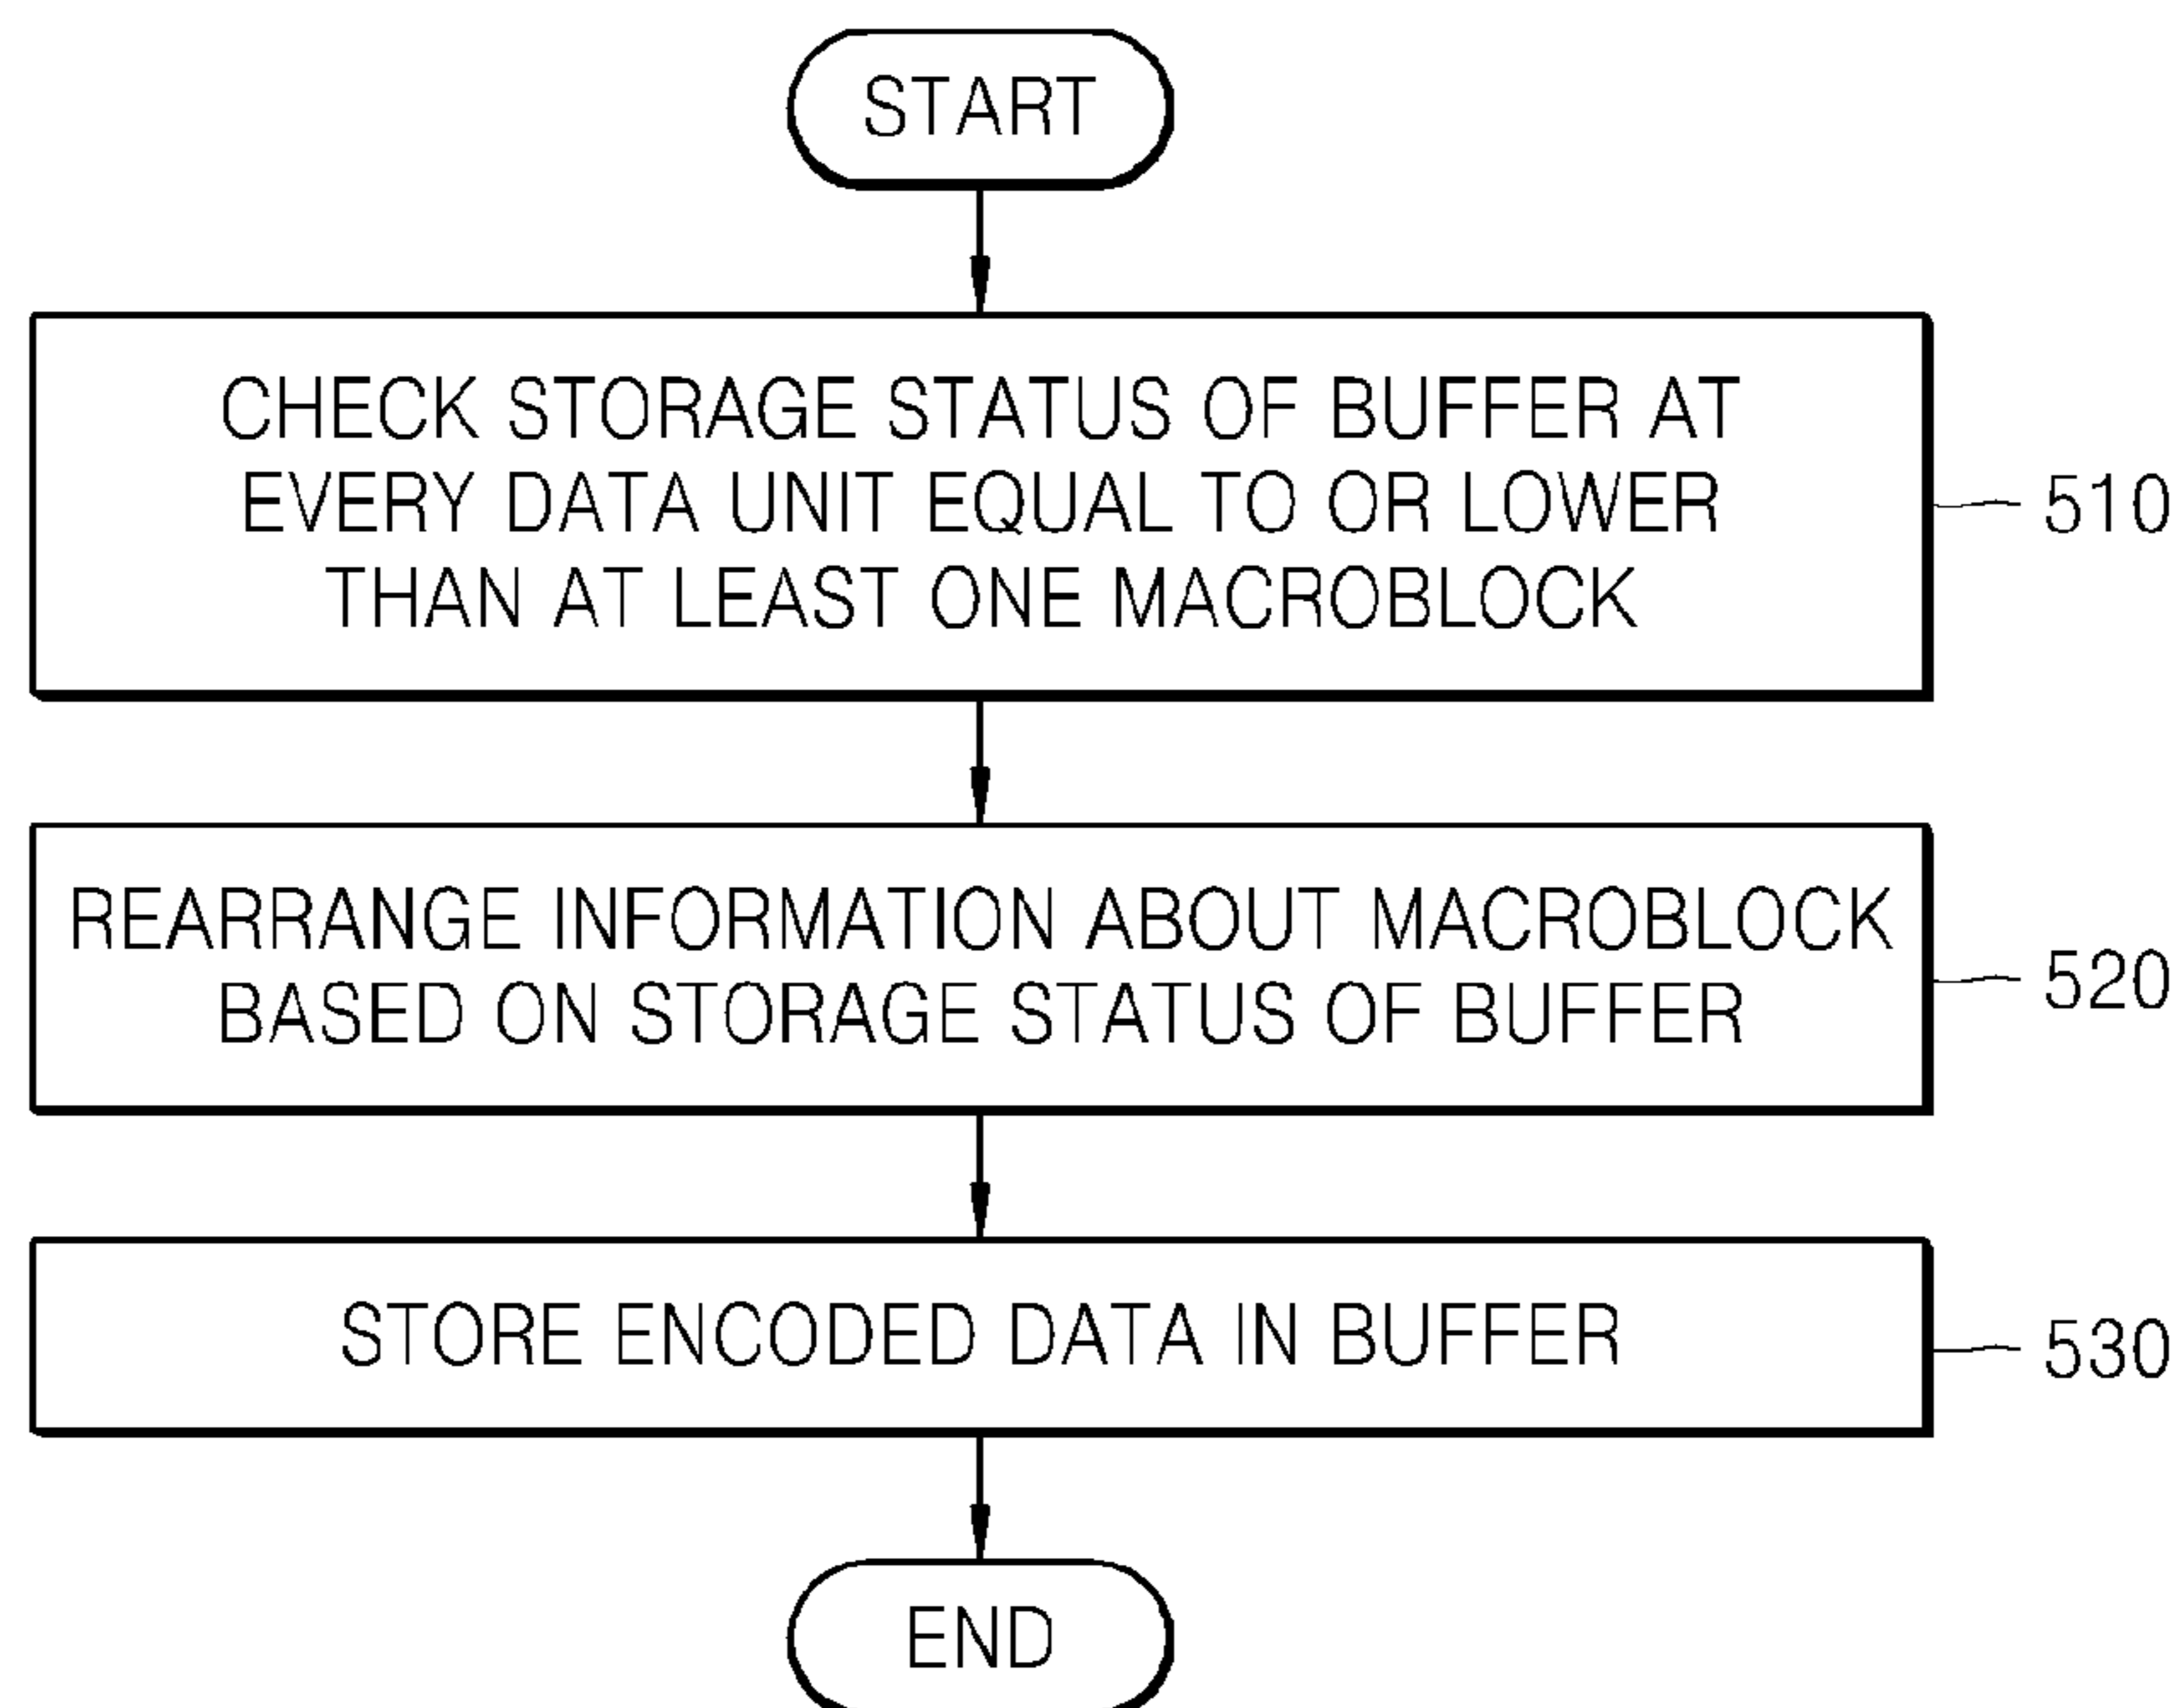 START
CHECK STORAGE STATUS OF BUFFER AT
EVERY DATA UNIT EQUAL TO OR LOWER
THAN AT LEAST ONE MACROBLOCK
510
REARRANGE INFORMATION ABOUT MACROBLOCK
BASED ON STORAGE STATUS OF BUFFER
520
STORE ENCODED DATA IN BUFFER
530
END